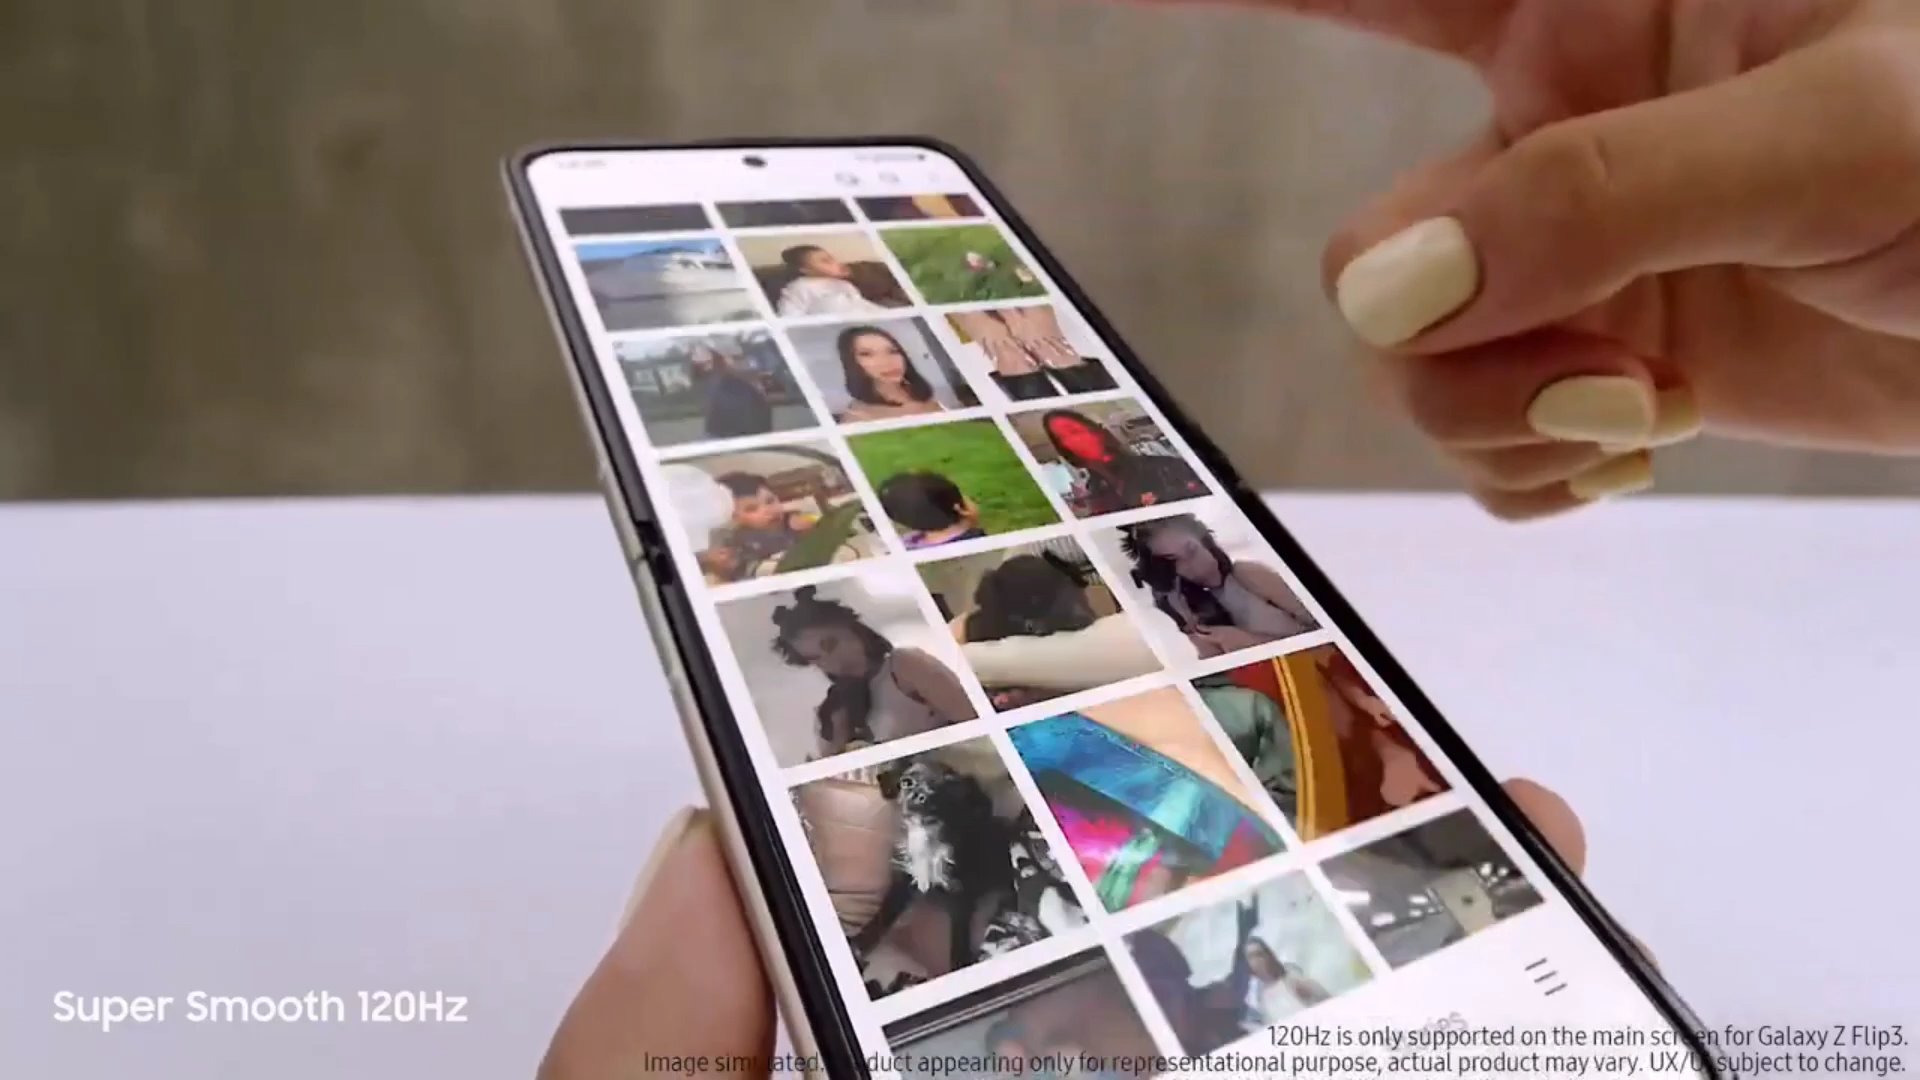 Super Smooth 120Hz
120Hz is only supported on the main screen for Galaxy Z Flip3.
Image simulated. Product appearing only for representational purpose, actual product may vary. UX/UI subject to change.